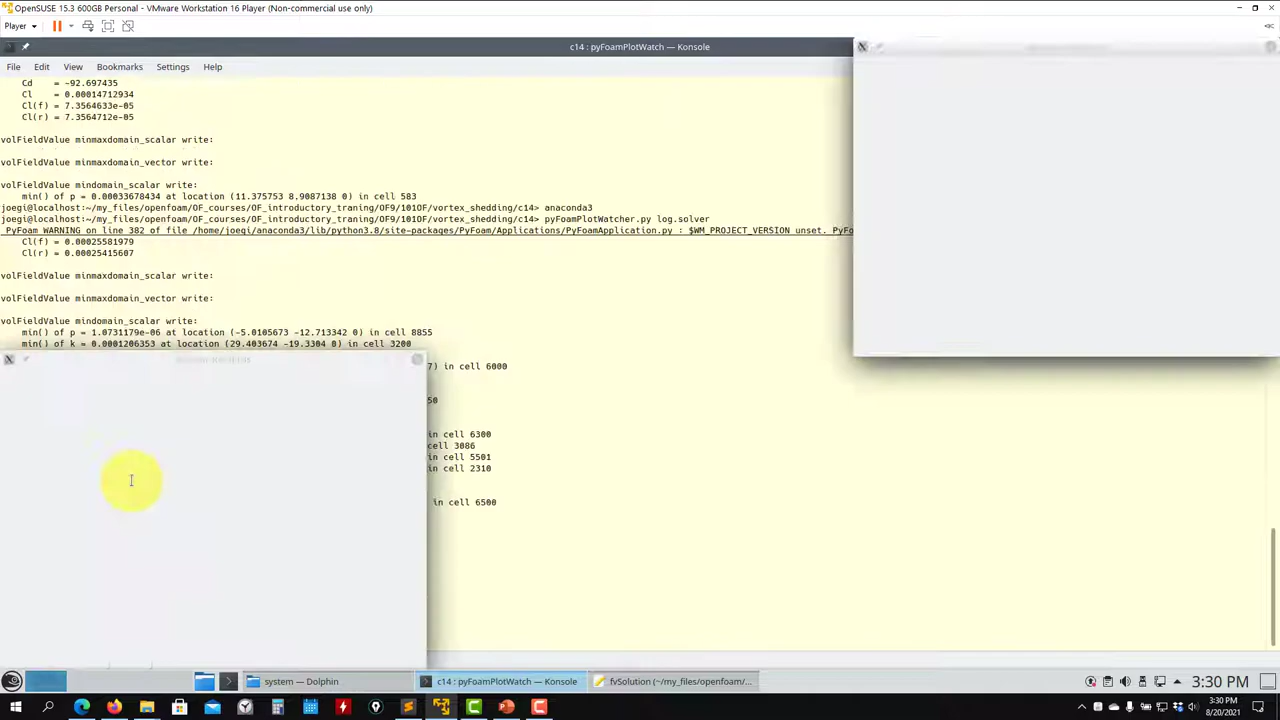 OpenSUSE 15.3 600GB Personal - VMware Workstation 16 Player (Non-commercial use only)
Player
c14 : pyFoamPlotWatch — Konsole
File Edit View Bookmarks Settings Help
Cd = -92.697435
Cl = 0.00014712934
Cl(f) = 7.3564633e-05
Cl(r) = 7.3564712e-05
volFieldValue minmaxdomain_scalar write:
volFieldValue minmaxdomain_vector write:
volFieldValue mindomain_scalar write:
min() of p = 0.00033678434 at location (11.375753 8.9087138 0) in cell 583
joegi@localhost:~/my_files/openfoam/OF_courses/OF_introductory_traning/OF9/101OF/vortex_shedding/c14> anaconda3
joegi@localhost:~/my_files/openfoam/OF_courses/OF_introductory_traning/OF9/101OF/vortex_shedding/c14> pyFoamPlotWatcher.py log.solver
PyFoam WARNING on line 382 of file /home/joegi/anaconda3/lib/python3.8/site-packages/PyFoam/Applications/PyFoamApplication.py : $WM_PROJECT_VERSION unset. PyFo
Cl(f) = 0.00025581979
Cl(r) = 0.00025415607
volFieldValue minmaxdomain_scalar write:
volFieldValue minmaxdomain_vector write:
volFieldValue mindomain_scalar write:
min() of p = 1.0731179e-06 at location (-5.0105673 -12.713342 0) in cell 8855
min() of k = 0.0001206353 at location (29.403674 -19.3304 0) in cell 3200
7) in cell 6000
50
in cell 6300
cell 3086
in cell 5501
in cell 2310
in cell 6500
system — Dolphin
c14 : pyFoamPlotWatch — Konsole
fvSolution (~/my_files/openfoam/...
3:30 PM
3:30 PM
8/20/2021